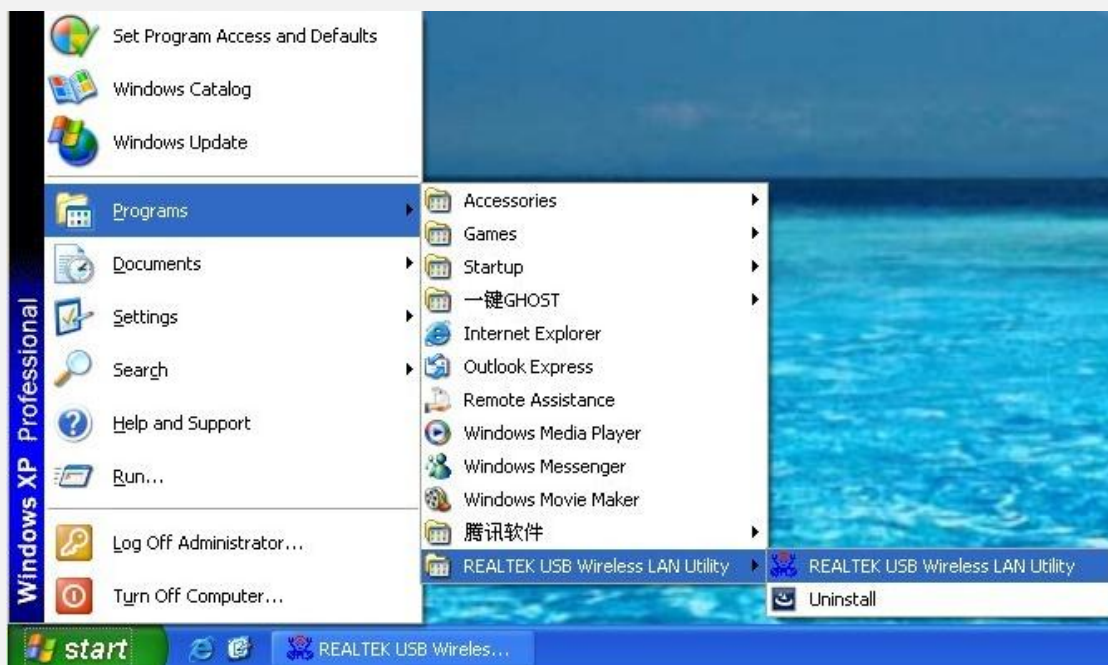 Set Program Access and Defaults
Windows Catalog
Windows Update
Programs
Documents
Settings
Search
Help and Support
Run...
Log Off Administrator...
Turn Off Computer...
Windows XP Professional
Accessories
Games
Startup
一键GHOST
Internet Explorer
Outlook Express
Remote Assistance
Windows Media Player
Windows Messenger
Windows Movie Maker
腾讯软件
REALTEK USB Wireless LAN Utility
REALTEK USB Wireless LAN Utility
Uninstall
start
REALTEK USB Wireles...